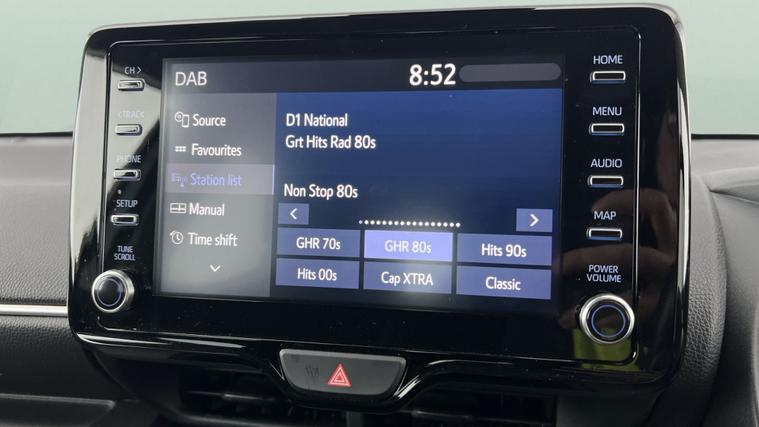 DAB
8:52
CH >
<TRACK
PHONE
SETUP
TUNE
SCROLL
Source
Favourites
Station list
Manual
Time shift
D1 National
Grt Hits Rad 80s
Non Stop 80s
GHR 70s
GHR 80s
Hits 90s
Hits 00s
Cap XTRA
Classic
HOME
MENU
AUDIO
MAP
POWER
VOLUME